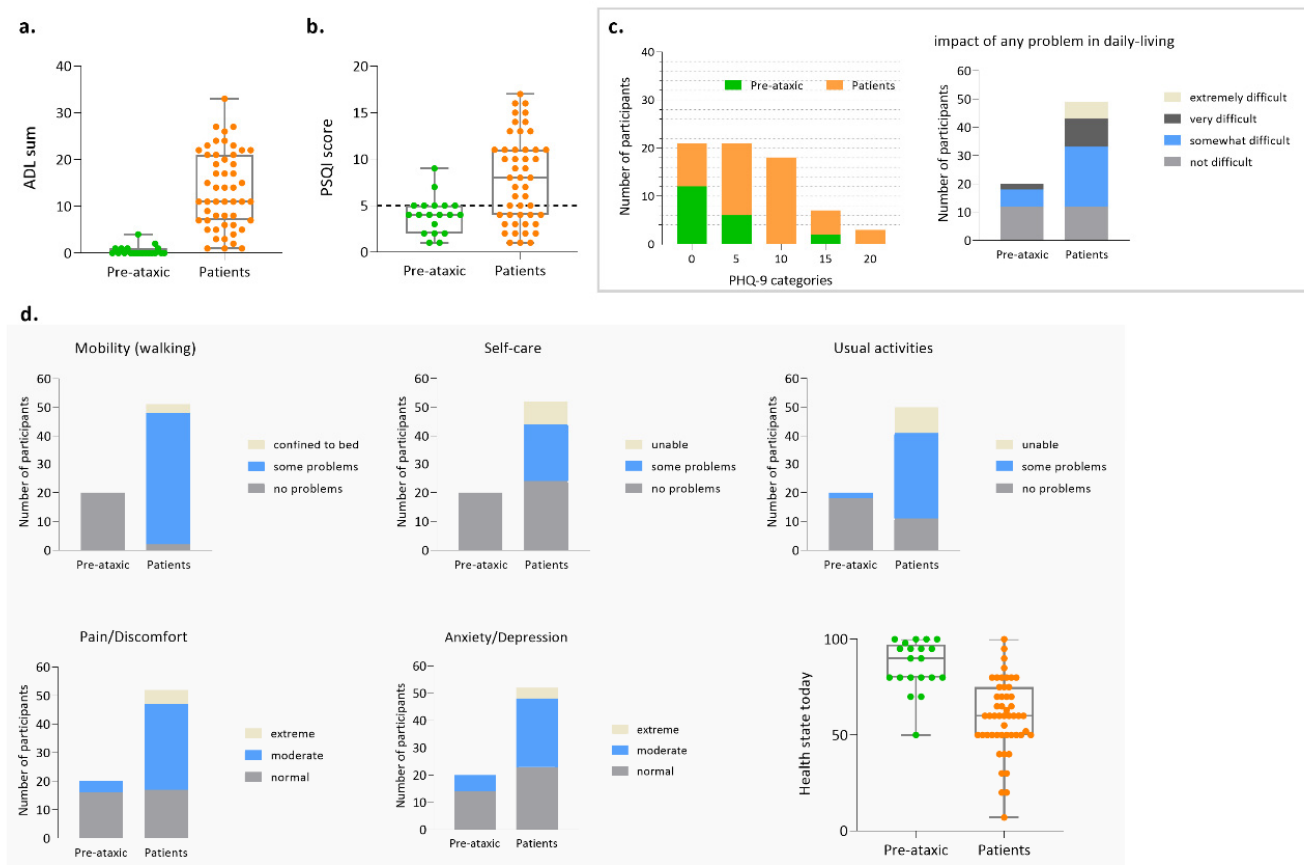 a.
ADL sum
40
30
20
10
0
Pre-ataxic
Patients
b.
PSQI score
20
15
10
5
0
Pre-ataxic
Patients
c.
Number of participants
40
30
20
10
0
Pre-ataxic
Patients
0
5
10
15
20
PHQ-9 categories
impact of any problem in daily-living
Number of participants
60
50
40
30
20
10
0
Pre-ataxic
Patients
extremely difficult
very difficult
somewhat difficult
not difficult
d.
Mobility (walking)
Number of participants
60
50
40
30
20
10
0
Pre-ataxic
Patients
confined to bed
some problems
no problems
Self-care
Number of participants
60
50
40
30
20
10
0
Pre-ataxic
Patients
unable
some problems
no problems
Usual activities
Number of participants
60
50
40
30
20
10
0
Pre-ataxic
Patients
unable
some problems
no problems
Pain/Discomfort
Number of participants
60
50
40
30
20
10
0
Pre-ataxic
Patients
extreme
moderate
normal
Anxiety/Depression
Number of participants
60
50
40
30
20
10
0
Pre-ataxic
Patients
extreme
moderate
normal
Health state today
100
50
0
Pre-ataxic
Patients